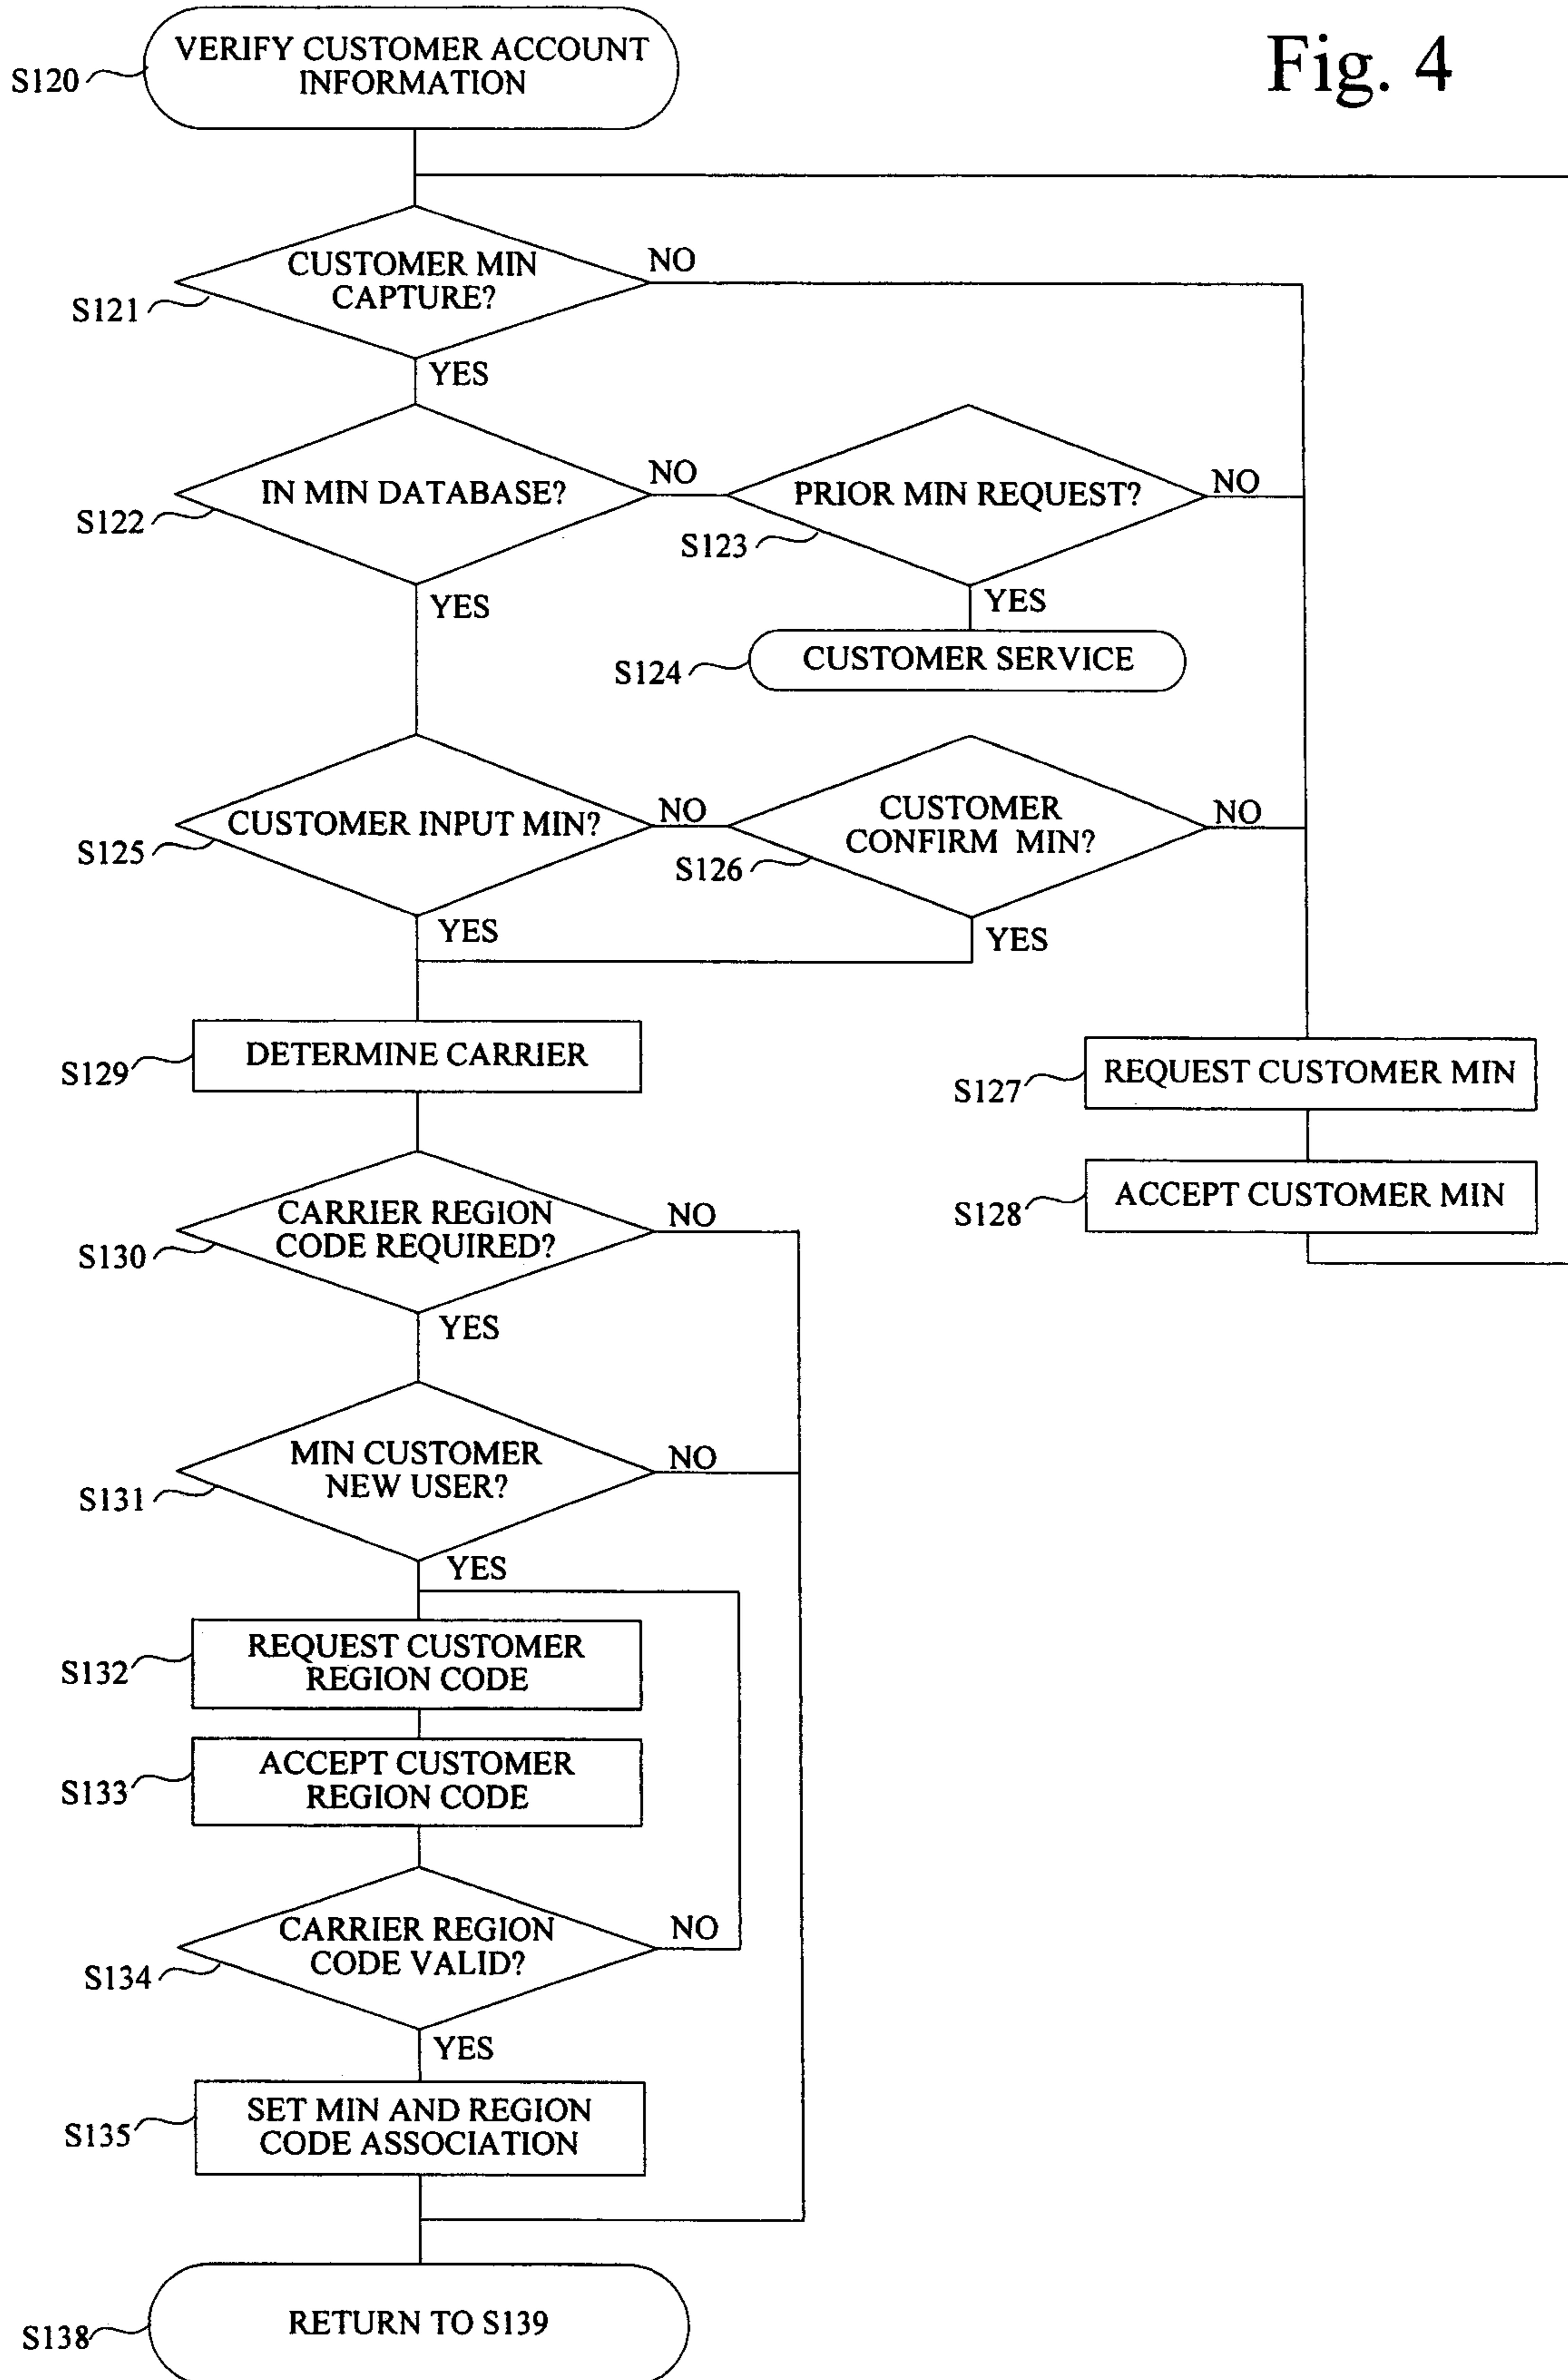 Fig. 4
S120
VERIFY CUSTOMER ACCOUNT
INFORMATION
S121
CUSTOMER MIN
CAPTURE?
NO
YES
S122
IN MIN DATABASE?
NO
YES
S123
PRIOR MIN REQUEST?
NO
YES
S124
CUSTOMER SERVICE
S125
CUSTOMER INPUT MIN?
NO
YES
S126
CUSTOMER
CONFIRM MIN?
NO
YES
S129
DETERMINE CARRIER
S127
REQUEST CUSTOMER MIN
S128
ACCEPT CUSTOMER MIN
S130
CARRIER REGION
CODE REQUIRED?
NO
YES
S131
MIN CUSTOMER
NEW USER?
NO
YES
S132
REQUEST CUSTOMER
REGION CODE
S133
ACCEPT CUSTOMER
REGION CODE
S134
CARRIER REGION
CODE VALID?
NO
YES
S135
SET MIN AND REGION
CODE ASSOCIATION
S138
RETURN TO S139